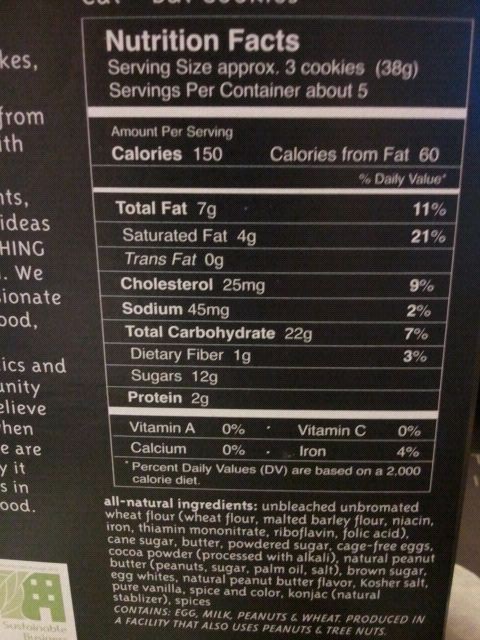 Nutrition Facts
Serving Size approx. 3 cookies (38g)
Servings Per Container about 5
Amount Per Serving
Calories 150 Calories from Fat 60
% Daily Value*
Total Fat 7g 11%
Saturated Fat 4g 21%
Trans Fat 0g
Cholesterol 25mg 9%
Sodium 45mg 2%
Total Carbohydrate 22g 7%
Dietary Fiber 1g 3%
Sugars 12g
Protein 2g
Vitamin A 0% · Vitamin C 0%
Calcium 0% · Iron 4%
*Percent Daily Values (DV) are based on a 2,000
calorie diet.
all-natural ingredients: unbleached unbromated
wheat flour (wheat flour, malted barley flour, niacin,
iron, thiamin mononitrate, riboflavin, folic acid),
cane sugar, butter, powdered sugar, cage-free eggs,
cocoa powder (processed with alkali), natural peanut
butter (peanuts, sugar, palm oil, salt), brown sugar,
egg whites, natural peanut butter flavor, Kosher salt,
pure vanilla, spice and color, konjac (natural
stablizer), spices
CONTAINS: EGG, MILK, PEANUTS & WHEAT. PRODUCED IN
A FACILITY THAT ALSO USES PEANUTS & TREE NUTS.
kes,
from
ith
nts,
ideas
HING
. We
sionate
ood,
ics and
unity
elieve
hen
e are
y it
s in
ood.
Sustainable